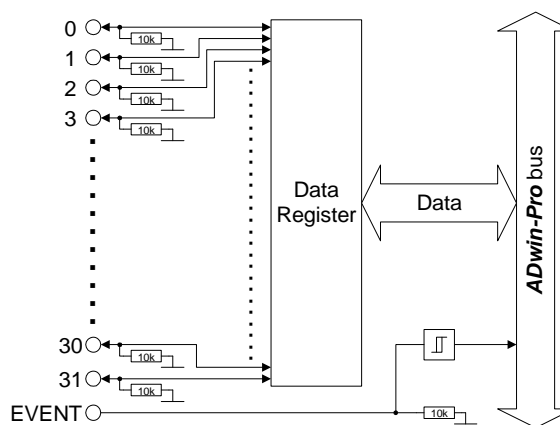 0
10k
1
10k
2
10k
3
10k
Data
Register
Data
ADwin-Pro bus
30
10k
31
10k
EVENT
10k